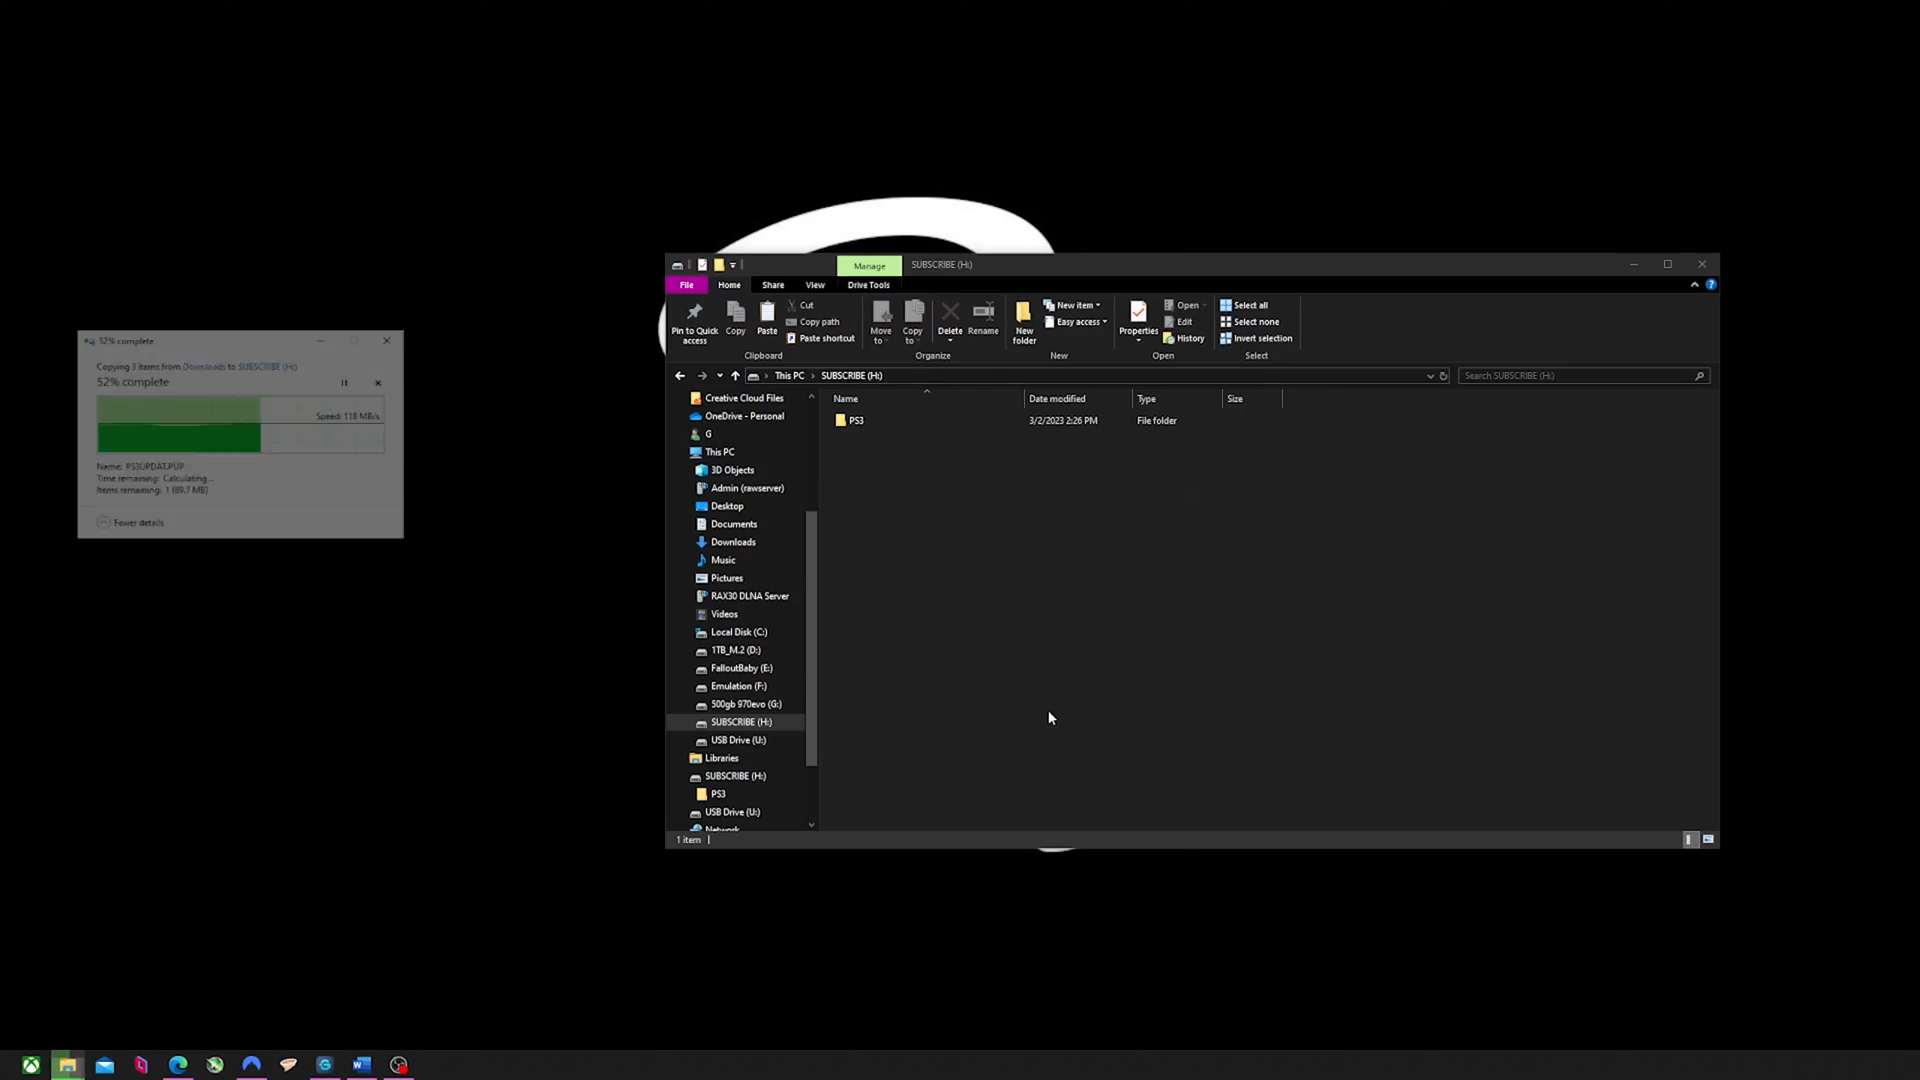 52% complete
Copying 3 items from Downloads to SUBSCRIBE (H:)
52% complete
Speed: 118 MB/s
Name: PS3UPDAT.PUP
Time remaining: Calculating...
Items remaining: 1 (89.7 MB)
Fewer details
Manage
SUBSCRIBE (H:)
File
Home
Share
View
Drive Tools
Pin to Quick access
Copy
Paste
Cut
Copy path
Paste shortcut
Clipboard
Move to
Copy to
Delete
Rename
Organize
New folder
New item
Easy access
New
Properties
Open
Edit
History
Open
Select all
Select none
Invert selection
Select
This PC > SUBSCRIBE (H:)
Search SUBSCRIBE (H:)
Name
Date modified
Type
Size
PS3
3/2/2023 2:26 PM
File folder
Creative Cloud Files
OneDrive - Personal
G
This PC
3D Objects
Admin (rawserver)
Desktop
Documents
Downloads
Music
Pictures
RAX30 DLNA Server
Videos
Local Disk (C:)
1TB_M.2 (D:)
FalloutBaby (E:)
Emulation (F:)
500gb 970evo (G:)
SUBSCRIBE (H:)
USB Drive (U:)
Libraries
SUBSCRIBE (H:)
PS3
USB Drive (U:)
Network
1 item